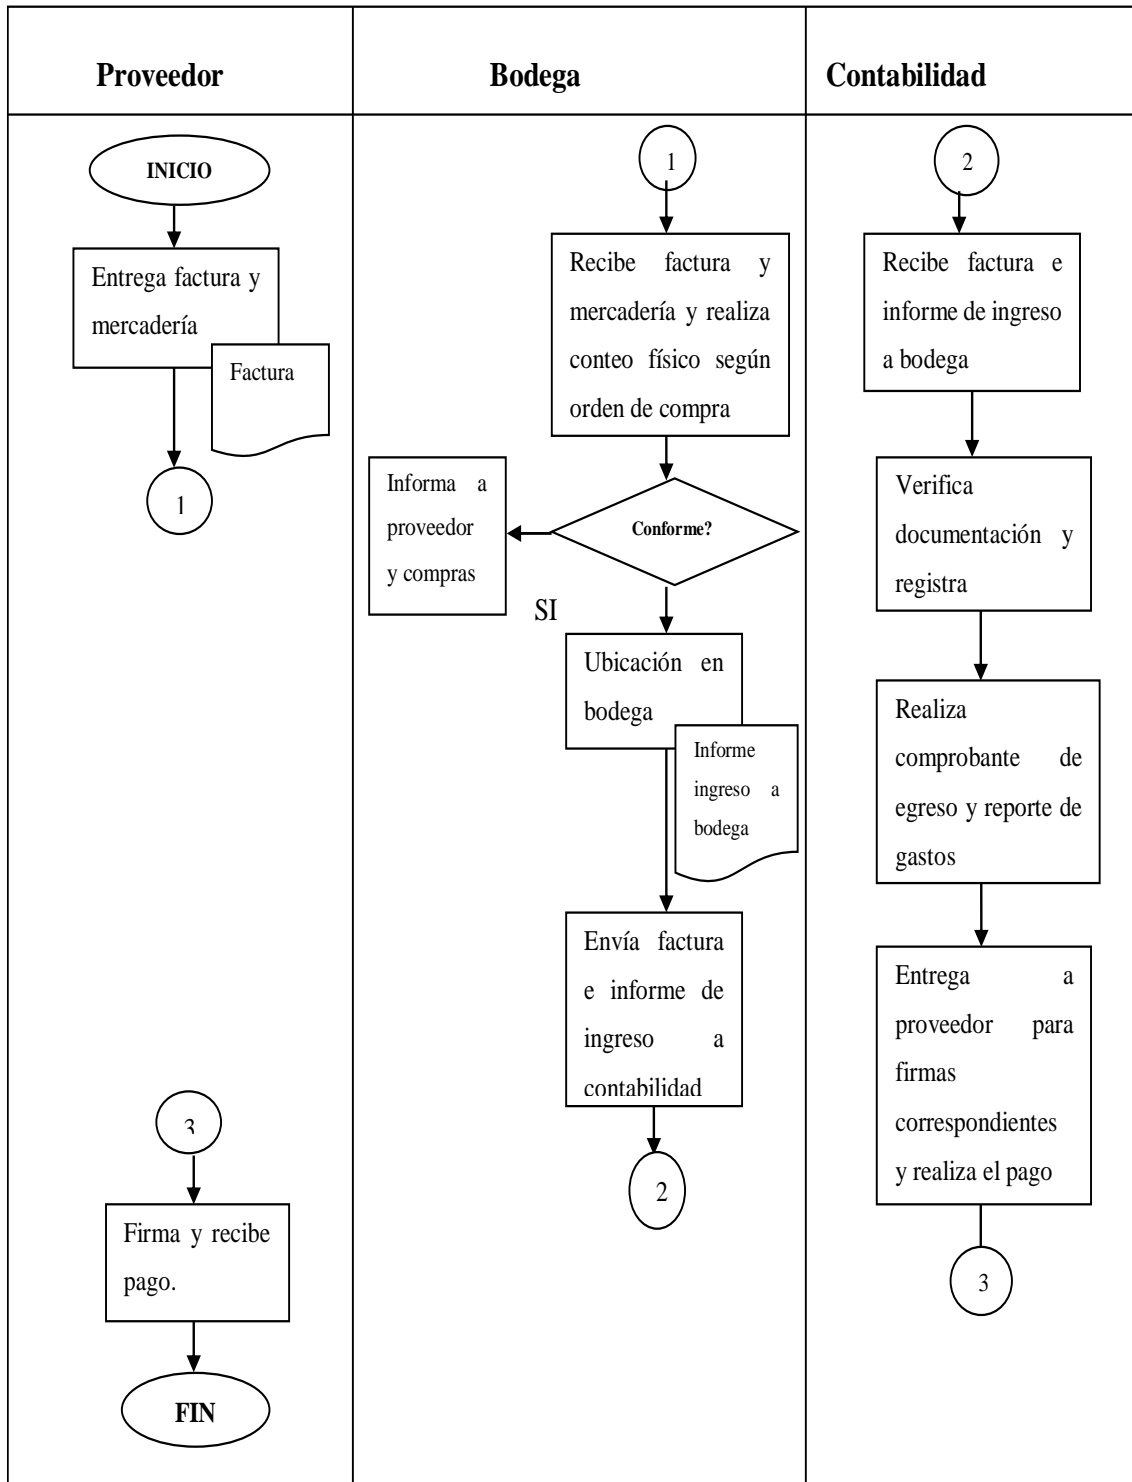 Proveedor
Bodega
Contabilidad
INICIO
Entrega factura y
mercadería
Factura
1
3
Firma y recibe
pago.
FIN
1
Recibe factura y
mercadería y realiza
conteo físico según
orden de compra
Conforme?
Informa a
proveedor
y compras
SI
Ubicación en
bodega
Informe
ingreso a
bodega
Envía factura
e informe de
ingreso a
contabilidad
2
2
Recibe factura e
informe de ingreso
a bodega
Verifica
documentación y
registra
Realiza
comprobante de
egreso y reporte de
gastos
Entrega a
proveedor para
firmas
correspondientes
y realiza el pago
3